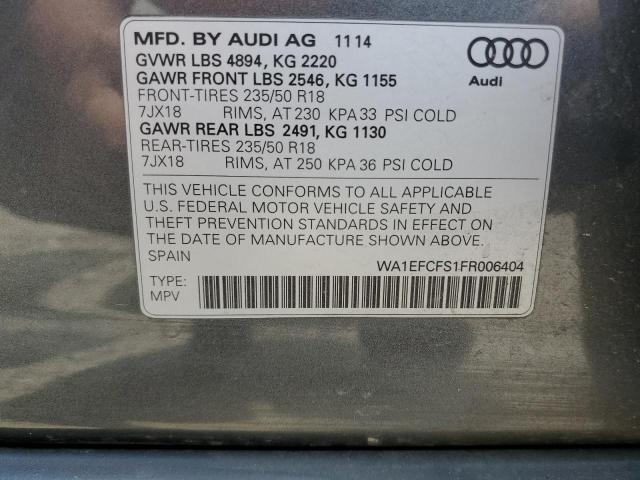 MFD. BY AUDI AG 11 14
GVWR LBS 4894, KG 2220
GAWR FRONT LBS 2546, KG 1155
FRONT-TIRES 235/50 R18
7JX18 RIMS, AT 230 KPA 33 PSI COLD
GAWR REAR LBS 2491, KG 1130
REAR-TIRES 235/50 R18
7JX18 RIMS, AT 250 KPA 36 PSI COLD
Audi
THIS VEHICLE CONFORMS TO ALL APPLICABLE
U.S. FEDERAL MOTOR VEHICLE SAFETY AND
THEFT PREVENTION STANDARDS IN EFFECT ON
THE DATE OF MANUFACTURE SHOWN ABOVE.
SPAIN WA1EFCFS1FR006404
TYPE:
MPV